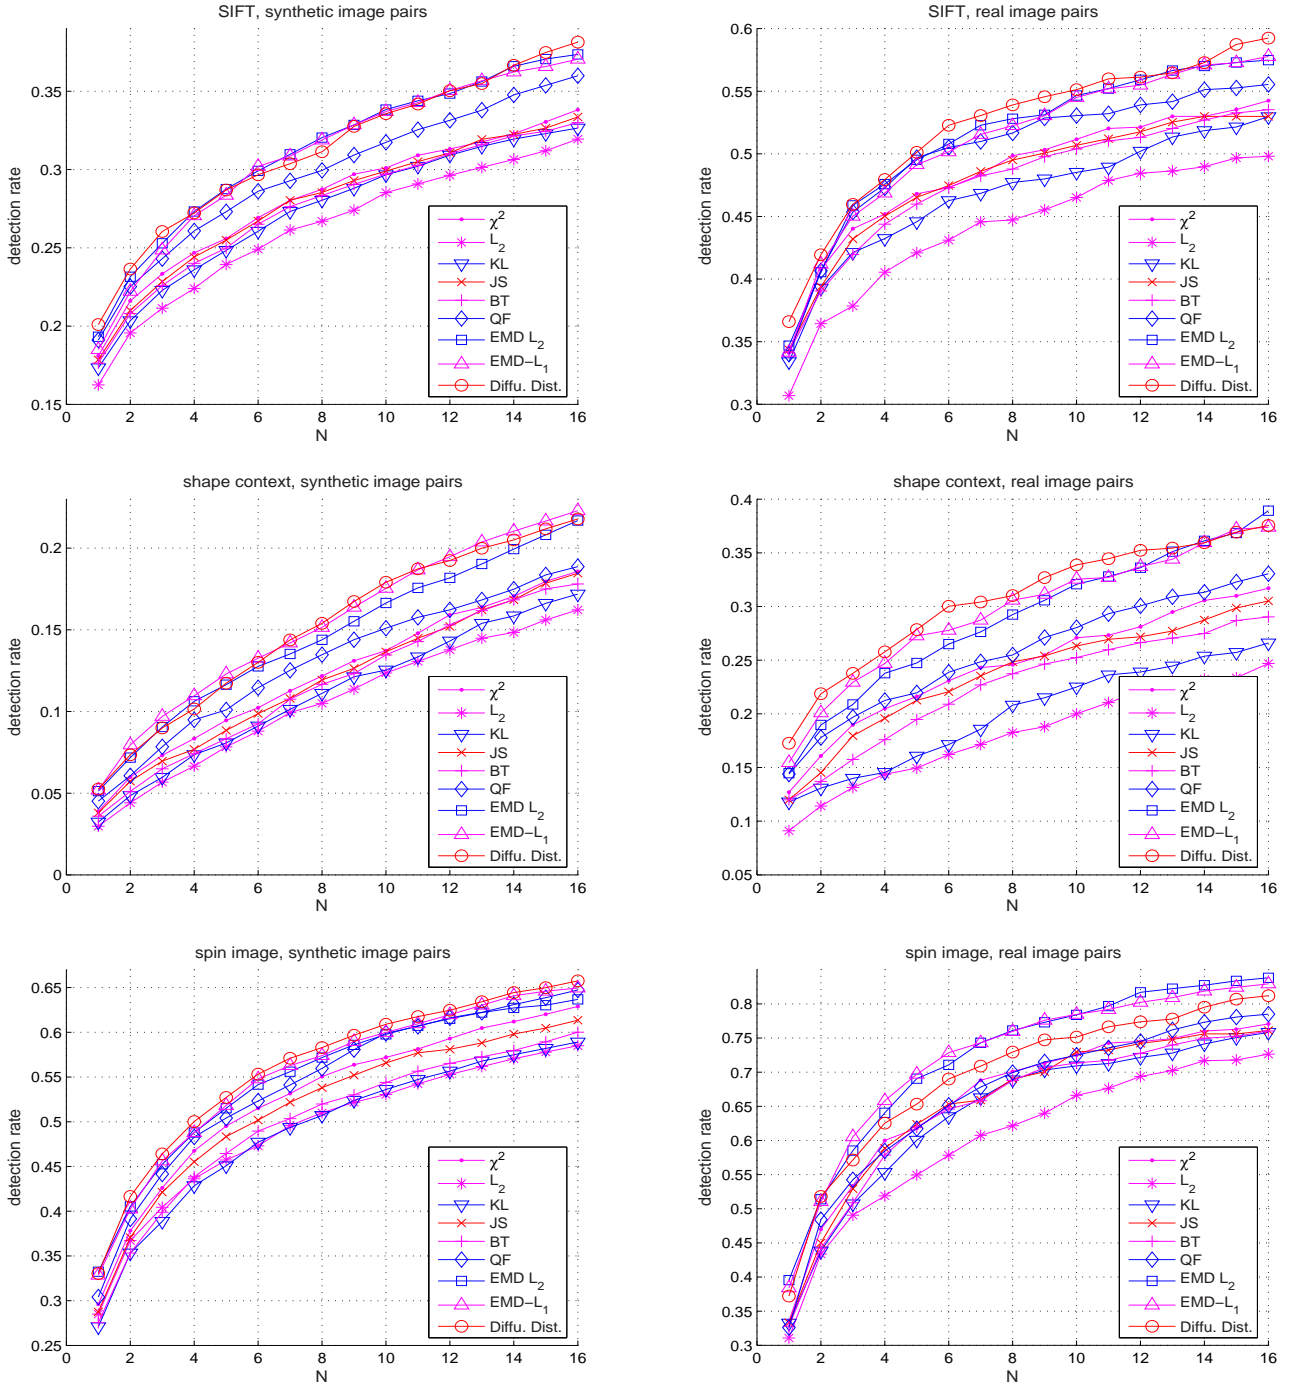 SIFT, synthetic image pairs
detection rate
0.35
0.3
0.25
0.2
0.15
0 2 4 6 8 10 12 14 16
N
χ²
L₂
KL
JS
BT
QF
EMD L₂
EMD−L₁
Diffu. Dist.
SIFT, real image pairs
detection rate
0.6
0.55
0.5
0.45
0.4
0.35
0.3
0 2 4 6 8 10 12 14 16
N
χ²
L₂
KL
JS
BT
QF
EMD L₂
EMD−L₁
Diffu. Dist.
shape context, synthetic image pairs
detection rate
0.2
0.15
0.1
0.05
0
0 2 4 6 8 10 12 14 16
N
χ²
L₂
KL
JS
BT
QF
EMD L₂
EMD−L₁
Diffu. Dist.
shape context, real image pairs
detection rate
0.4
0.35
0.3
0.25
0.2
0.15
0.1
0.05
0 2 4 6 8 10 12 14 16
N
χ²
L₂
KL
JS
BT
QF
EMD L₂
EMD−L₁
Diffu. Dist.
spin image, synthetic image pairs
detection rate
0.65
0.6
0.55
0.5
0.45
0.4
0.35
0.3
0.25
0 2 4 6 8 10 12 14 16
N
χ²
L₂
KL
JS
BT
QF
EMD L₂
EMD−L₁
Diffu. Dist.
spin image, real image pairs
detection rate
0.8
0.75
0.7
0.65
0.6
0.55
0.5
0.45
0.4
0.35
0.3
0 2 4 6 8 10 12 14 16
N
χ²
L₂
KL
JS
BT
QF
EMD L₂
EMD−L₁
Diffu. Dist.